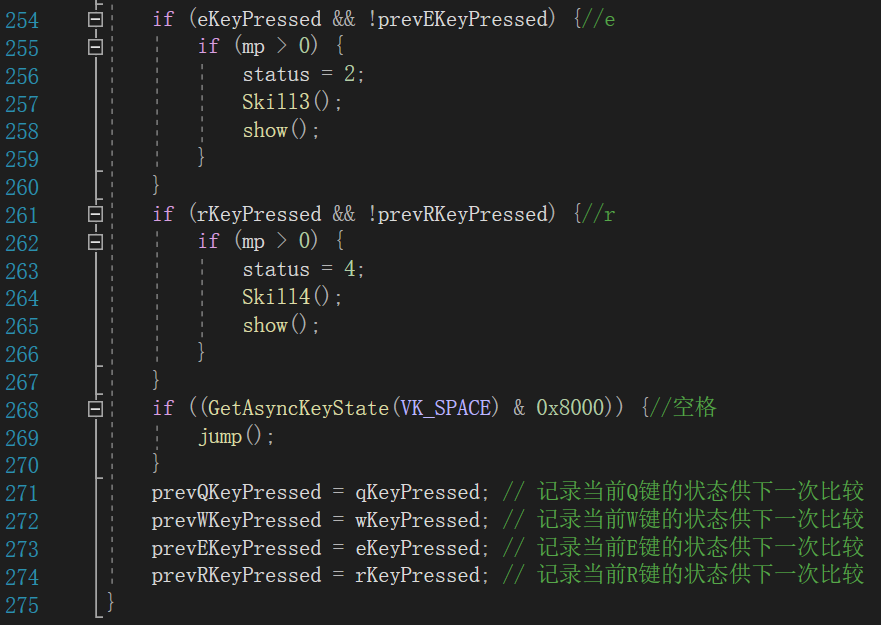 254 if (eKeyPressed && !prevEKeyPressed) {//e
255 if (mp > 0) {
256 status = 2;
257 Skill3();
258 show();
259 }
260 }
261 if (rKeyPressed && !prevRKeyPressed) {//r
262 if (mp > 0) {
263 status = 4;
264 Skill4();
265 show();
266 }
267 }
268 if ((GetAsyncKeyState(VK_SPACE) & 0x8000)) {//空格
269 jump();
270 }
271 prevQKeyPressed = qKeyPressed; // 记录当前Q键的状态供下一次比较
272 prevWKeyPressed = wKeyPressed; // 记录当前W键的状态供下一次比较
273 prevEKeyPressed = eKeyPressed; // 记录当前E键的状态供下一次比较
274 prevRKeyPressed = rKeyPressed; // 记录当前R键的状态供下一次比较
275 }